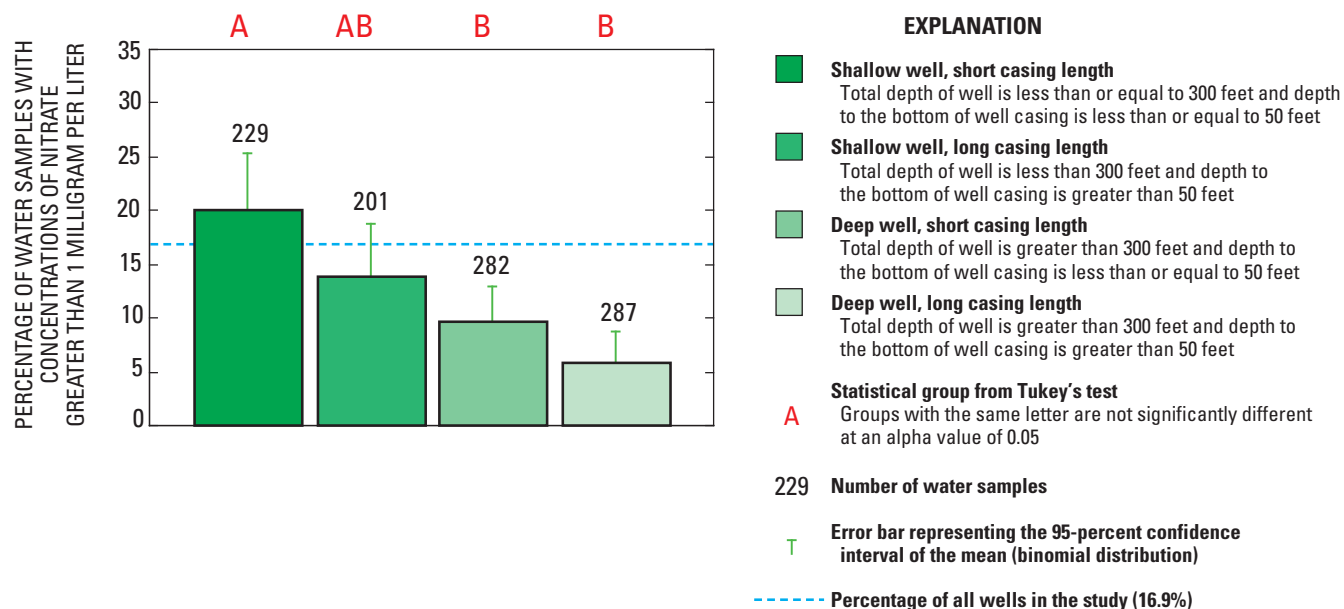 A AB B B
PERCENTAGE OF WATER SAMPLES WITH
CONCENTRATIONS OF NITRATE
GREATER THAN 1 MILLIGRAM PER LITER
35
30
25
20
15
10
5
0
229
201
282
287
EXPLANATION
Shallow well, short casing length
Total depth of well is less than or equal to 300 feet and depth
to the bottom of well casing is less than or equal to 50 feet
Shallow well, long casing length
Total depth of well is less than 300 feet and depth to
the bottom of well casing is greater than 50 feet
Deep well, short casing length
Total depth of well is greater than 300 feet and depth to
the bottom of well casing is less than or equal to 50 feet
Deep well, long casing length
Total depth of well is greater than 300 feet and depth to
the bottom of well casing is greater than 50 feet
Statistical group from Tukey's test
A Groups with the same letter are not significantly different
at an alpha value of 0.05
229 Number of water samples
Error bar representing the 95-percent confidence
interval of the mean (binomial distribution)
Percentage of all wells in the study (16.9%)